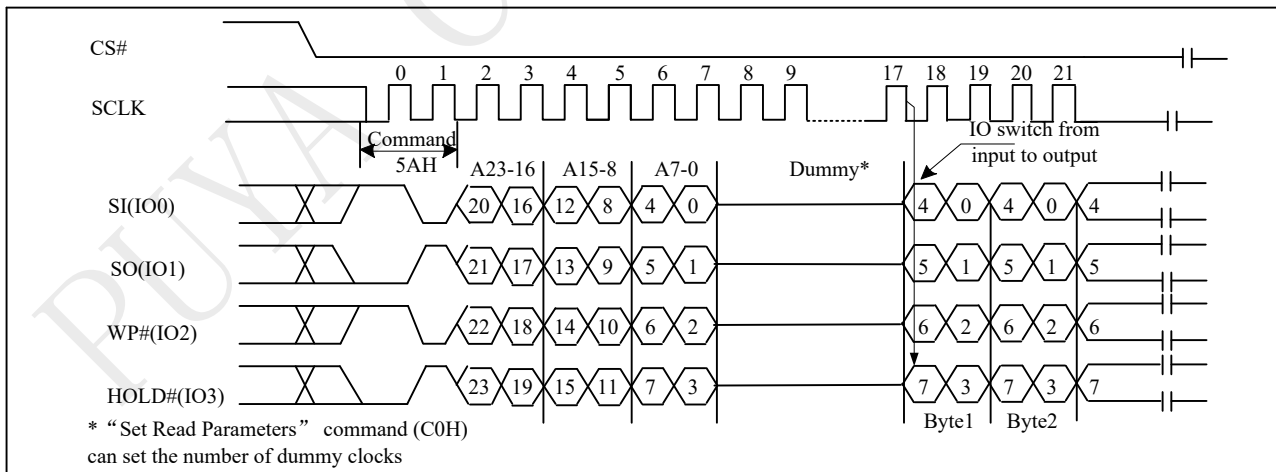 PUYA
CS#
0 1 2 3 4 5 6 7 8 9 17 18 19 20 21
SCLK
Command
5AH
IO switch from
input to output
A23-16 A15-8 A7-0 Dummy*
SI(IO0) 20 16 12 8 4 0 4 0 4 0 4
SO(IO1) 21 17 13 9 5 1 5 1 5 1 5
WP#(IO2) 22 18 14 10 6 2 6 2 6 2 6
HOLD#(IO3) 23 19 15 11 7 3 7 3 7 3 7
Byte1 Byte2
* “Set Read Parameters” command (C0H)
can set the number of dummy clocks